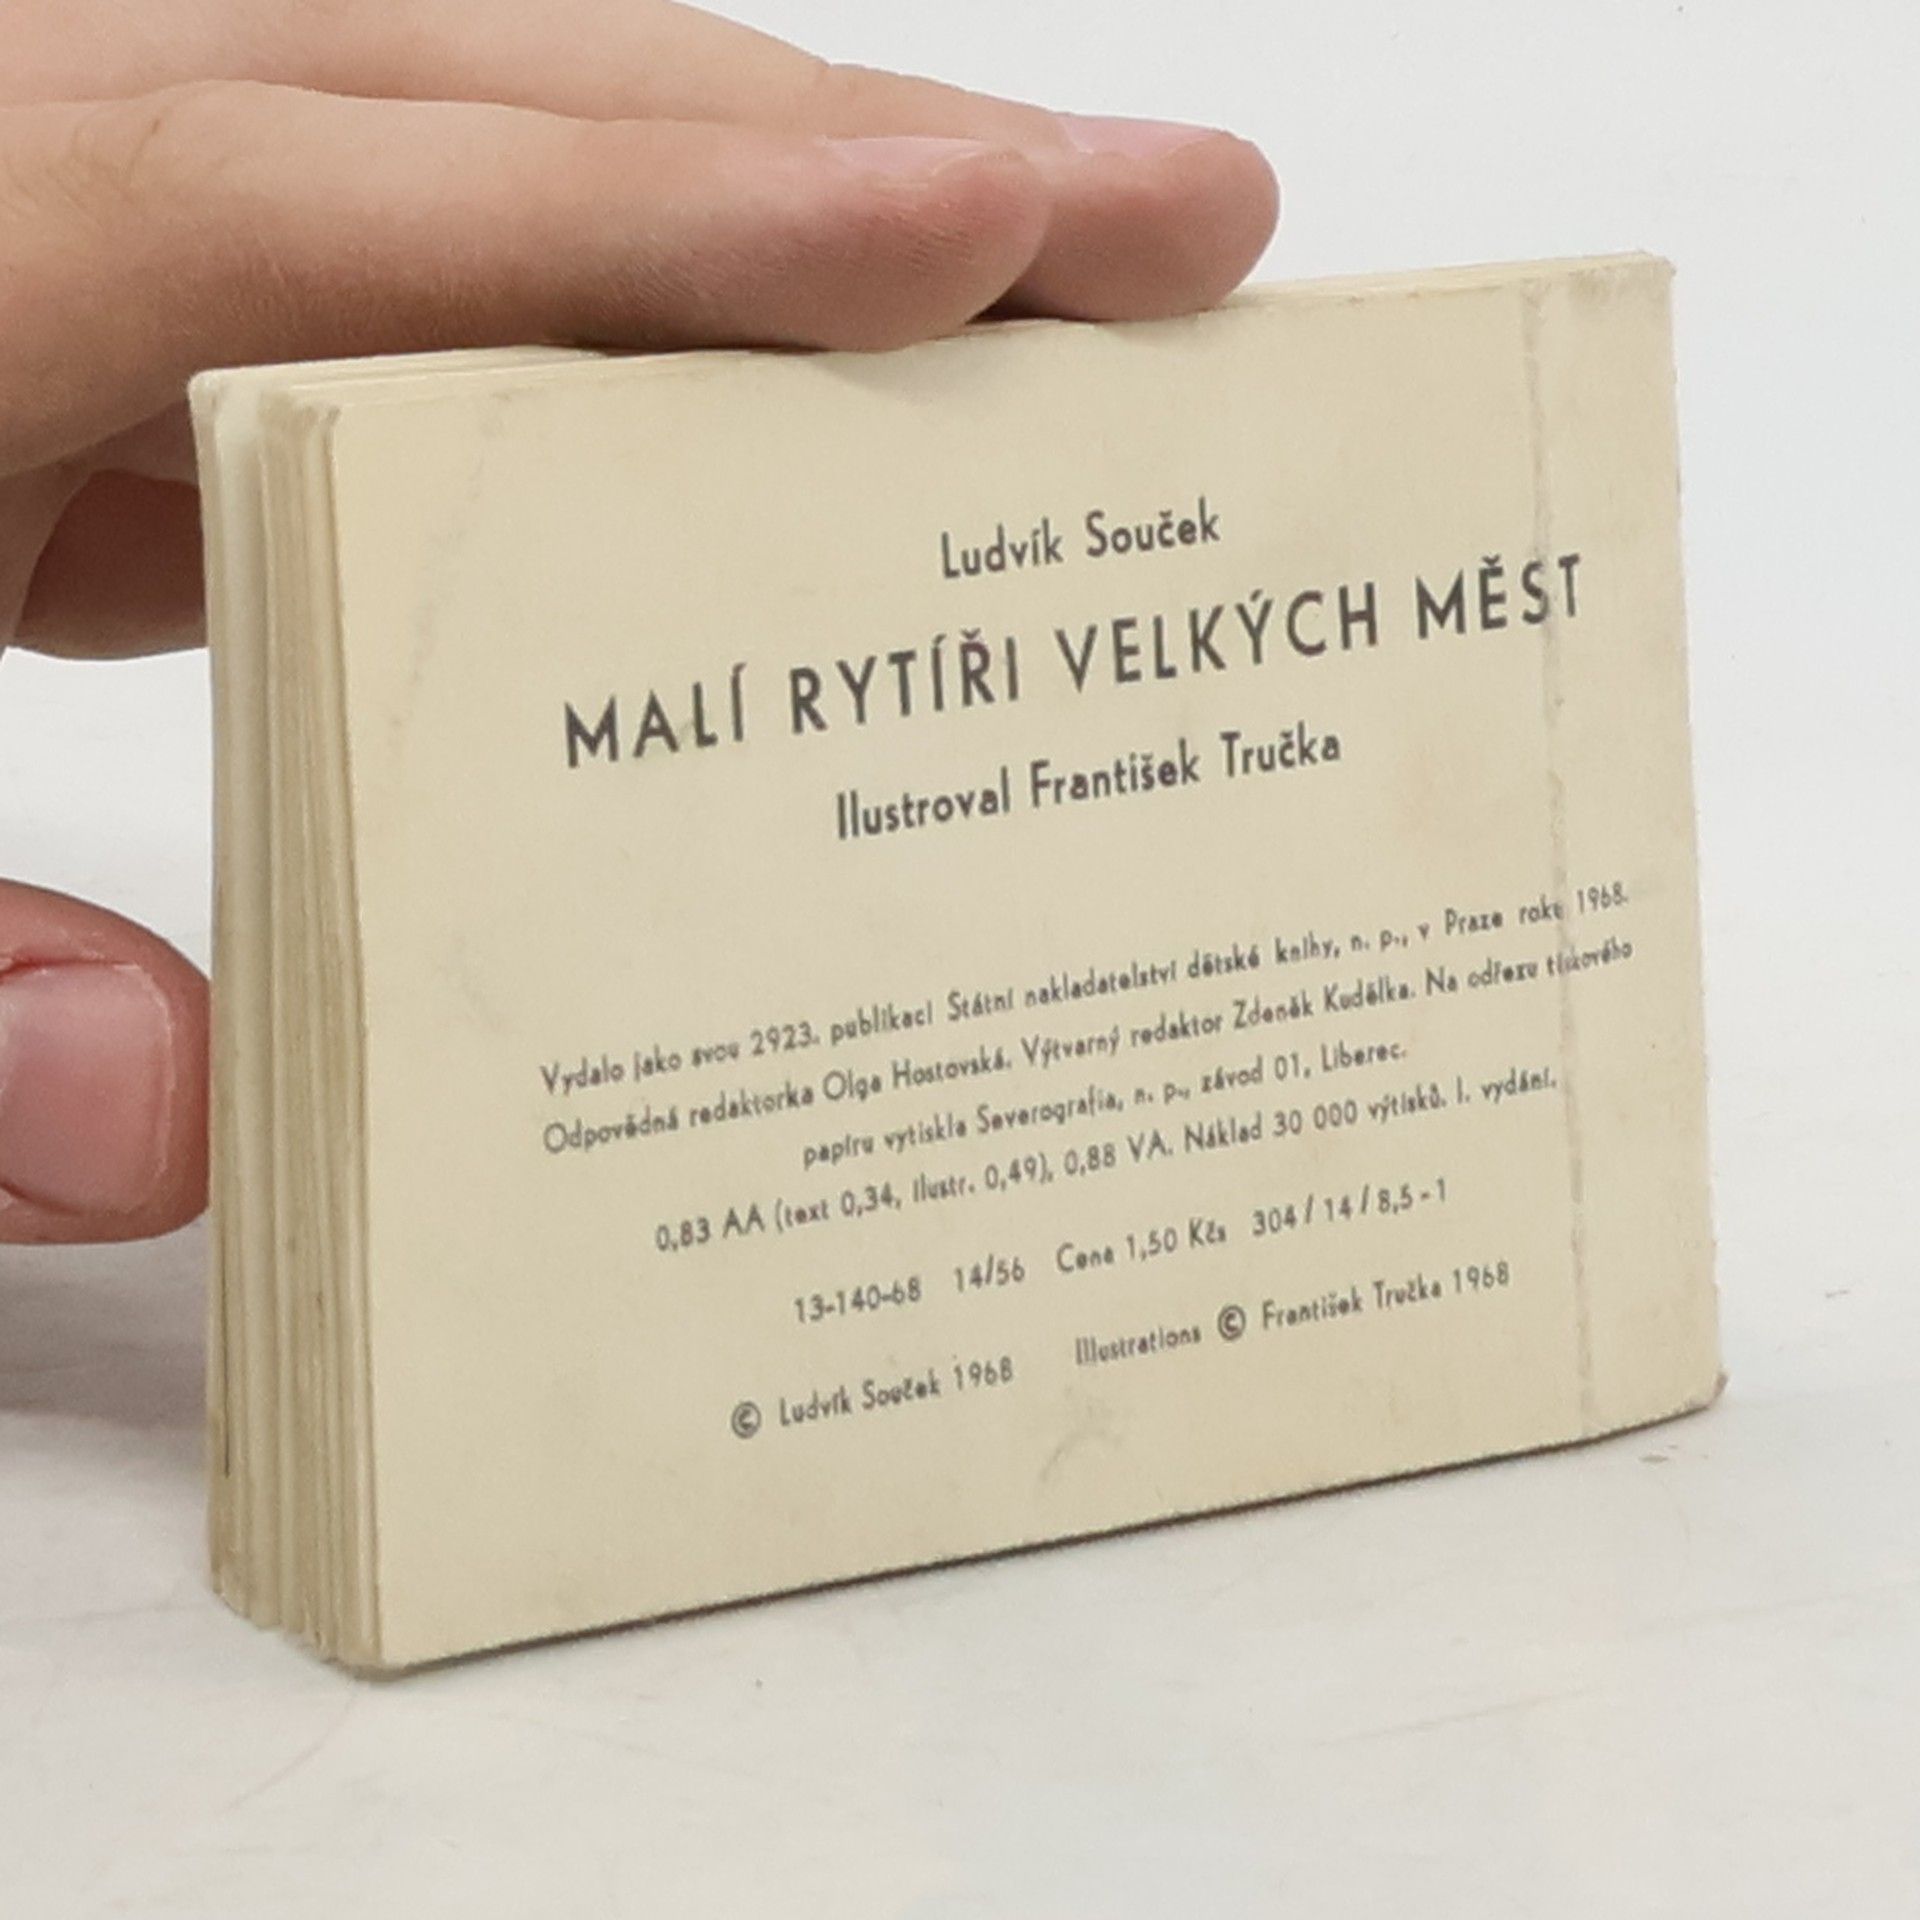 Ludvík Souček
MALÍ RYTÍŘI VELKÝCH MĚST
Ilustroval František Tručka
Vydalo jako svou 2923. publikaci Státní nakladatelství dětské knihy, n. p., v Praze roku 1968.
Odpovědná redaktorka Olga Hostovská. Výtvarný redaktor Zdeněk Kudělka. Na odřezu tiskového
papíru vytiskla Severografia, n. p., závod 01, Liberec.
0,83 AA (text 0,34, ilustr. 0,49), 0,88 VA. Náklad 30 000 výtisků. I. vydání.
13-140-68 14/56 Cena 1,50 Kčs 304/14/8,5-1
© Ludvík Souček 1968 Illustrations © František Tručka 1968